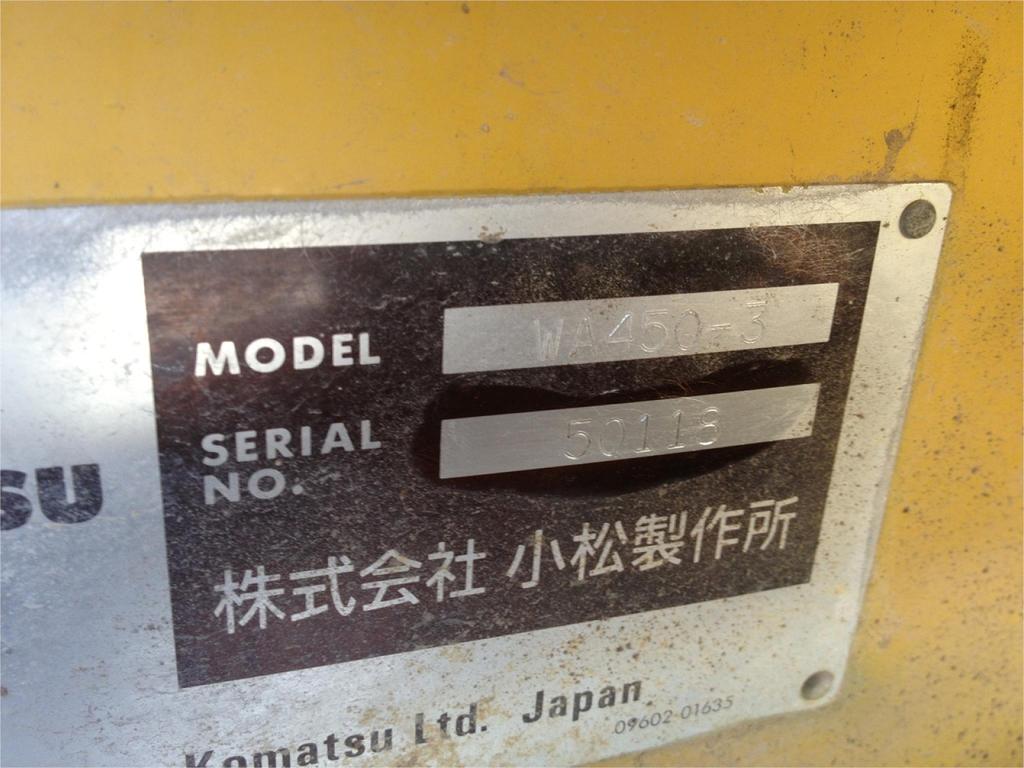 MODEL WA450-3
SERIAL NO. 50118
SU
株式会社 小松製作所
Komatsu Ltd. Japan
09602-01635